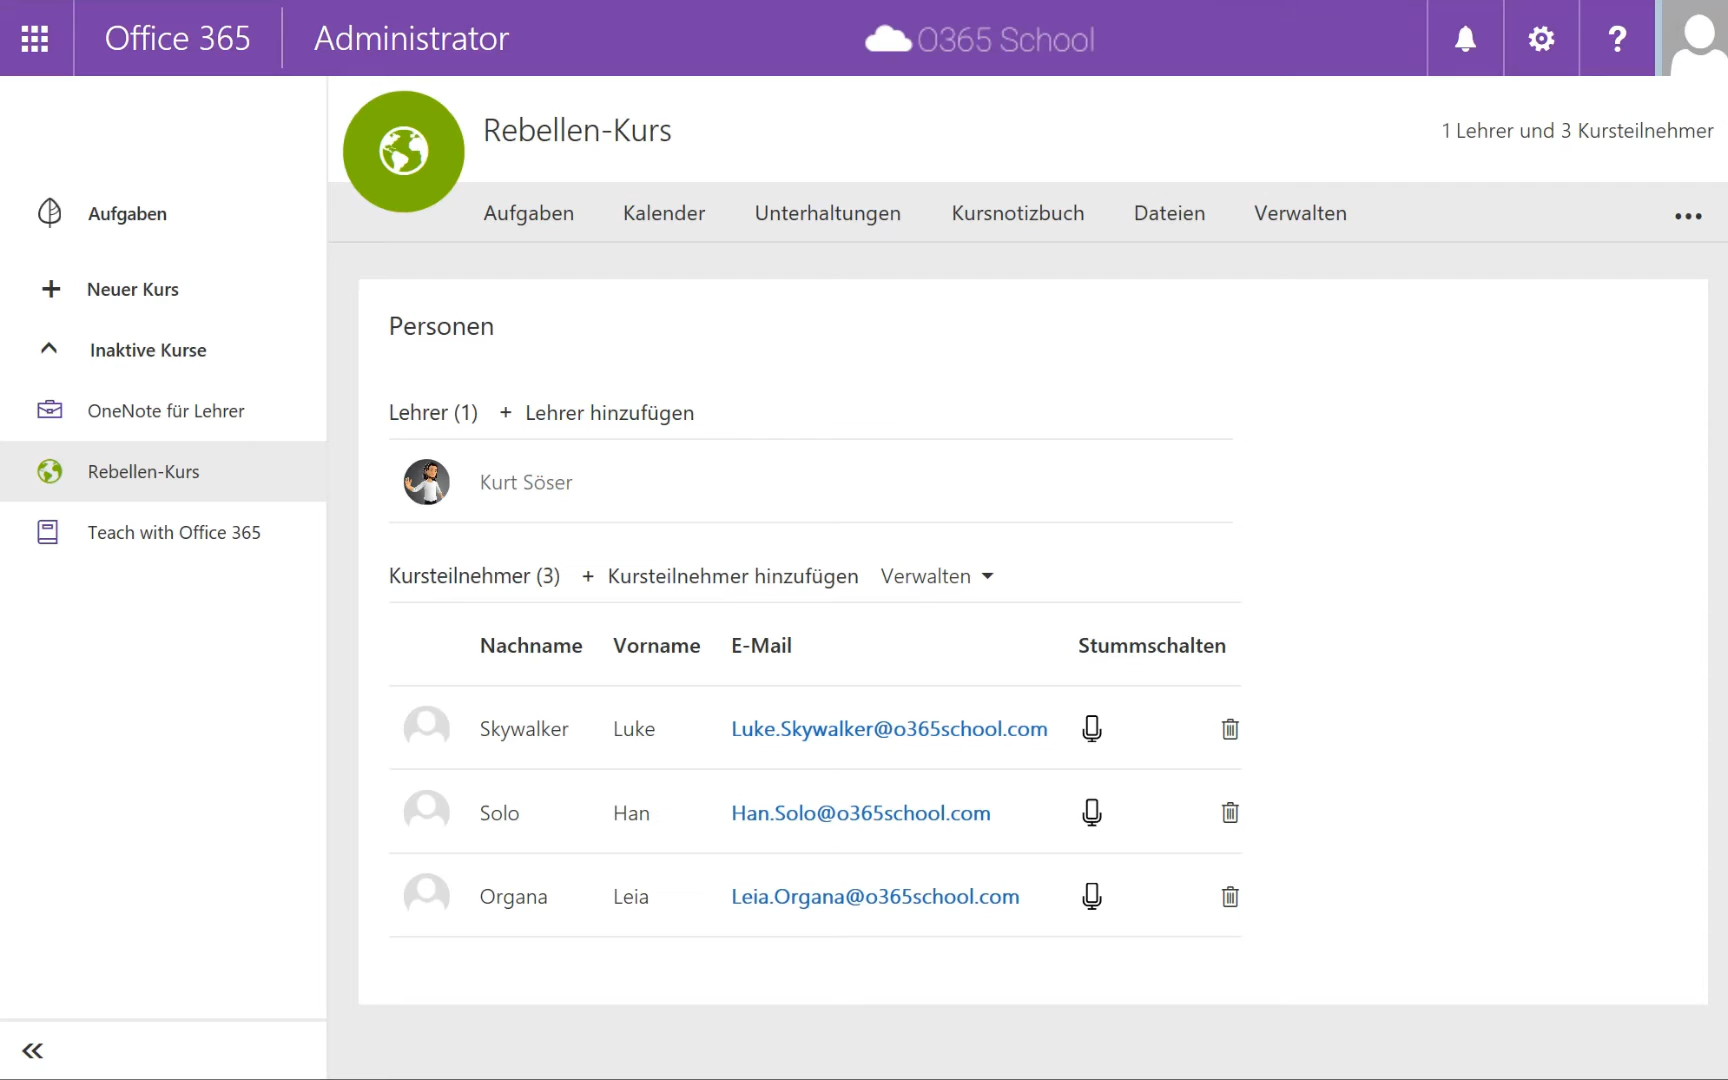 Office 365
Administrator
O365 School
?
Rebellen-Kurs
1 Lehrer und 3 Kursteilnehmer
Aufgaben Kalender Unterhaltungen Kursnotizbuch Dateien Verwalten
Aufgaben
Neuer Kurs
Inaktive Kurse
OneNote für Lehrer
Rebellen-Kurs
Teach with Office 365
Personen
Lehrer (1) + Lehrer hinzufügen
Kurt Söser
Kursteilnehmer (3) + Kursteilnehmer hinzufügen Verwalten
Nachname Vorname E-Mail Stummschalten
Skywalker Luke Luke.Skywalker@o365school.com
Solo Han Han.Solo@o365school.com
Organa Leia Leia.Organa@o365school.com